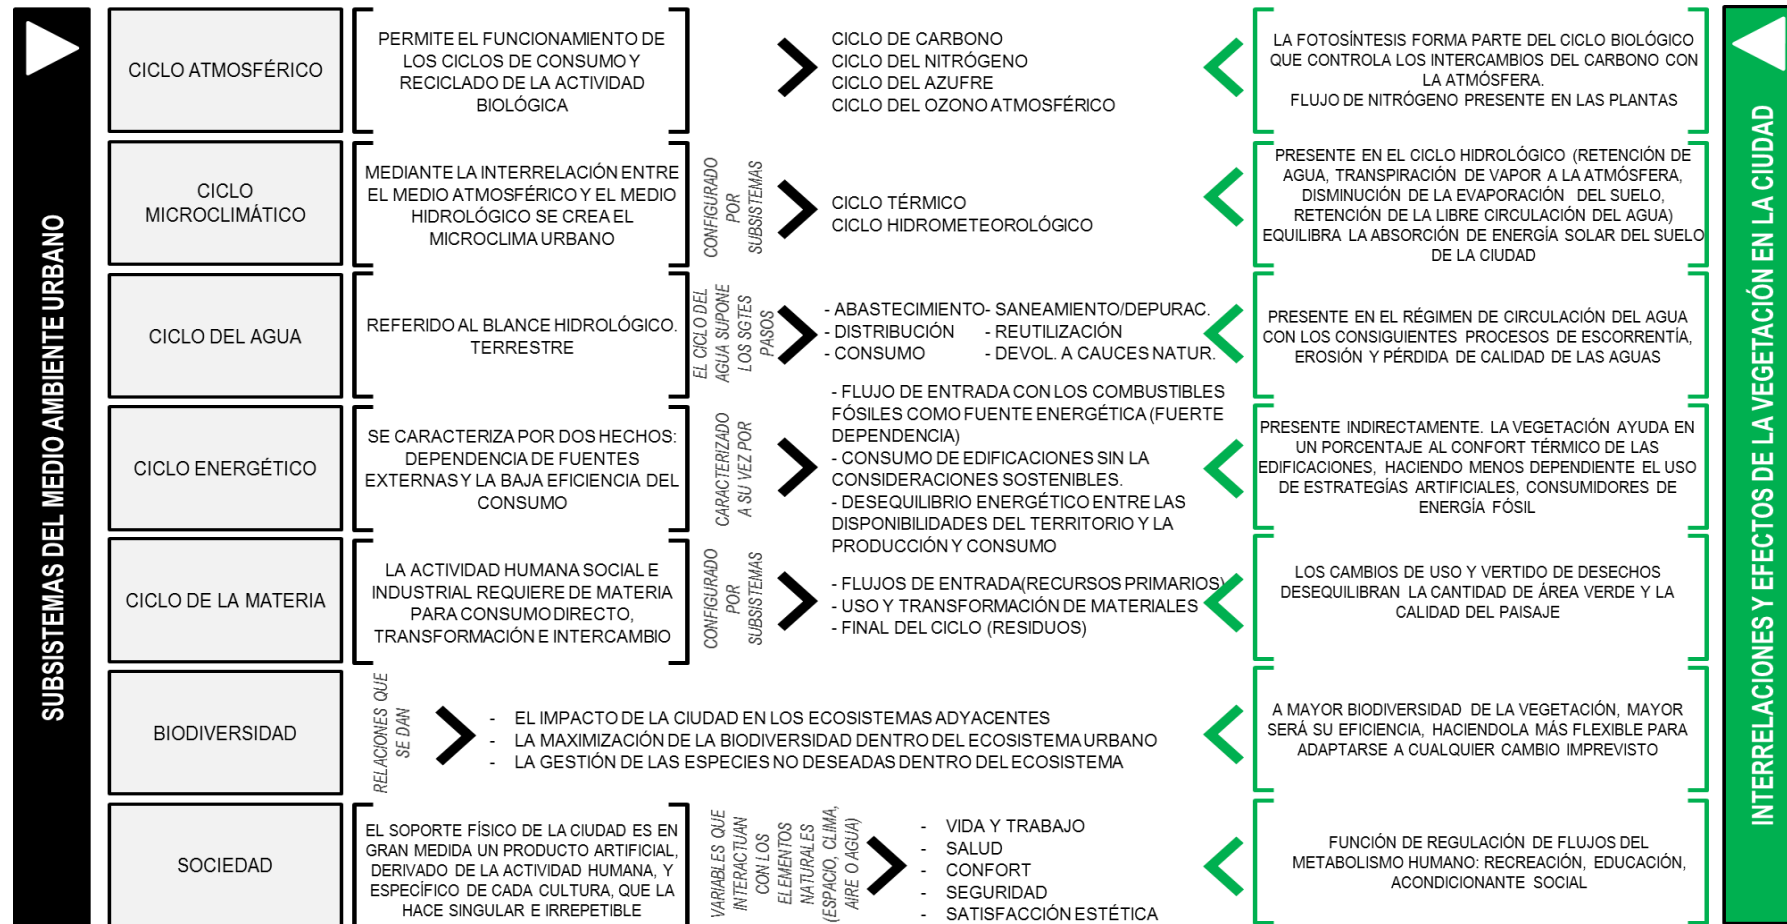 SUBSISTEMAS DEL MEDIO AMBIENTE URBANO
CICLO ATMOSFÉRICO
PERMITE EL FUNCIONAMIENTO DE
LOS CICLOS DE CONSUMO Y
RECICLADO DE LA ACTIVIDAD
BIOLÓGICA
CICLO DE CARBONO
CICLO DEL NITRÓGENO
CICLO DEL AZUFRE
CICLO DEL OZONO ATMOSFÉRICO
LA FOTOSÍNTESIS FORMA PARTE DEL CICLO BIOLÓGICO
QUE CONTROLA LOS INTERCAMBIOS DEL CARBONO CON
LA ATMÓSFERA.
FLUJO DE NITRÓGENO PRESENTE EN LAS PLANTAS
CICLO
MICROCLIMÁTICO
MEDIANTE LA INTERRELACIÓN ENTRE
EL MEDIO ATMOSFÉRICO Y EL MEDIO
HIDROLÓGICO SE CREA EL
MICROCLIMA URBANO
CONFIGURADO
POR
SUBSISTEMAS
CICLO TÉRMICO
CICLO HIDROMETEOROLÓGICO
PRESENTE EN EL CICLO HIDROLÓGICO (RETENCIÓN DE
AGUA, TRANSPIRACIÓN DE VAPOR A LA ATMÓSFERA,
DISMINUCIÓN DE LA EVAPORACIÓN DEL SUELO,
RETENCIÓN DE LA LIBRE CIRCULACIÓN DEL AGUA)
EQUILIBRA LA ABSORCIÓN DE ENERGÍA SOLAR DEL SUELO
DE LA CIUDAD
CICLO DEL AGUA
REFERIDO AL BLANCE HIDROLÓGICO.
TERRESTRE
EL CICLO DEL
AGUA SUPONE
LOS SGTES
PASOS
- ABASTECIMIENTO- SANEAMIENTO/DEPURAC.
- DISTRIBUCIÓN - REUTILIZACIÓN
- CONSUMO - DEVOL. A CAUCES NATUR.
PRESENTE EN EL RÉGIMEN DE CIRCULACIÓN DEL AGUA
CON LOS CONSIGUIENTES PROCESOS DE ESCORRENTÍA,
EROSIÓN Y PÉRDIDA DE CALIDAD DE LAS AGUAS
CICLO ENERGÉTICO
SE CARACTERIZA POR DOS HECHOS:
DEPENDENCIA DE FUENTES
EXTERNAS Y LA BAJA EFICIENCIA DEL
CONSUMO
CARACTERIZADO
A SU VEZ POR
- FLUJO DE ENTRADA CON LOS COMBUSTIBLES
FÓSILES COMO FUENTE ENERGÉTICA (FUERTE
DEPENDENCIA)
- CONSUMO DE EDIFICACIONES SIN LA
CONSIDERACIONES SOSTENIBLES.
- DESEQUILIBRIO ENERGÉTICO ENTRE LAS
DISPONIBILIDADES DEL TERRITORIO Y LA
PRODUCCIÓN Y CONSUMO
PRESENTE INDIRECTAMENTE. LA VEGETACIÓN AYUDA EN
UN PORCENTAJE AL CONFORT TÉRMICO DE LAS
EDIFICACIONES, HACIENDO MENOS DEPENDIENTE EL USO
DE ESTRATEGÍAS ARTIFICIALES, CONSUMIDORES DE
ENERGÍA FÓSIL
CICLO DE LA MATERIA
LA ACTIVIDAD HUMANA SOCIAL E
INDUSTRIAL REQUIERE DE MATERIA
PARA CONSUMO DIRECTO,
TRANSFORMACIÓN E INTERCAMBIO
CONFIGURADO
POR
SUBSISTEMAS
- FLUJOS DE ENTRADA(RECURSOS PRIMARIOS)
- USO Y TRANSFORMACIÓN DE MATERIALES
- FINAL DEL CICLO (RESIDUOS)
LOS CAMBIOS DE USO Y VERTIDO DE DESECHOS
DESEQUILIBRAN LA CANTIDAD DE ÁREA VERDE Y LA
CALIDAD DEL PAISAJE
BIODIVERSIDAD
RELACIONES QUE
SE DAN
- EL IMPACTO DE LA CIUDAD EN LOS ECOSISTEMAS ADYACENTES
- LA MAXIMIZACIÓN DE LA BIODIVERSIDAD DENTRO DEL ECOSISTEMA URBANO
- LA GESTIÓN DE LAS ESPECIES NO DESEADAS DENTRO DEL ECOSISTEMA
A MAYOR BIODIVERSIDAD DE LA VEGETACIÓN, MAYOR
SERÁ SU EFICIENCIA, HACIENDOLA MÁS FLEXIBLE PARA
ADAPTARSE A CUALQUIER CAMBIO IMPREVISTO
SOCIEDAD
EL SOPORTE FÍSICO DE LA CIUDAD ES EN
GRAN MEDIDA UN PRODUCTO ARTIFICIAL,
DERIVADO DE LA ACTIVIDAD HUMANA, Y
ESPECÍFICO DE CADA CULTURA, QUE LA
HACE SINGULAR E IRREPETIBLE
VARIABLES QUE
INTERACTUAN
CON LOS
ELEMENTOS
NATURALES
(ESPACIO, CLIMA,
AIRE O AGUA)
- VIDA Y TRABAJO
- SALUD
- CONFORT
- SEGURIDAD
- SATISFACCIÓN ESTÉTICA
FUNCIÓN DE REGULACIÓN DE FLUJOS DEL
METABOLISMO HUMANO: RECREACIÓN, EDUCACIÓN,
ACONDICIONANTE SOCIAL
INTERRELACIONES Y EFECTOS DE LA VEGETACIÓN EN LA CIUDAD